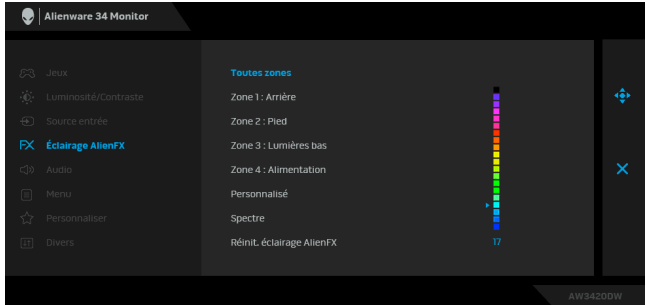 Alienware 34 Monitor
Jeux
Luminosité/Contraste
Source entrée
FX Éclairage AlienFX
Audio
Menu
Personnaliser
Divers
Toutes zones
Zone 1 : Arrière
Zone 2 : Pied
Zone 3 : Lumières bas
Zone 4 : Alimentation
Personnalisé
Spectre
Réinit. éclairage AlienFX
17
AW3420DW